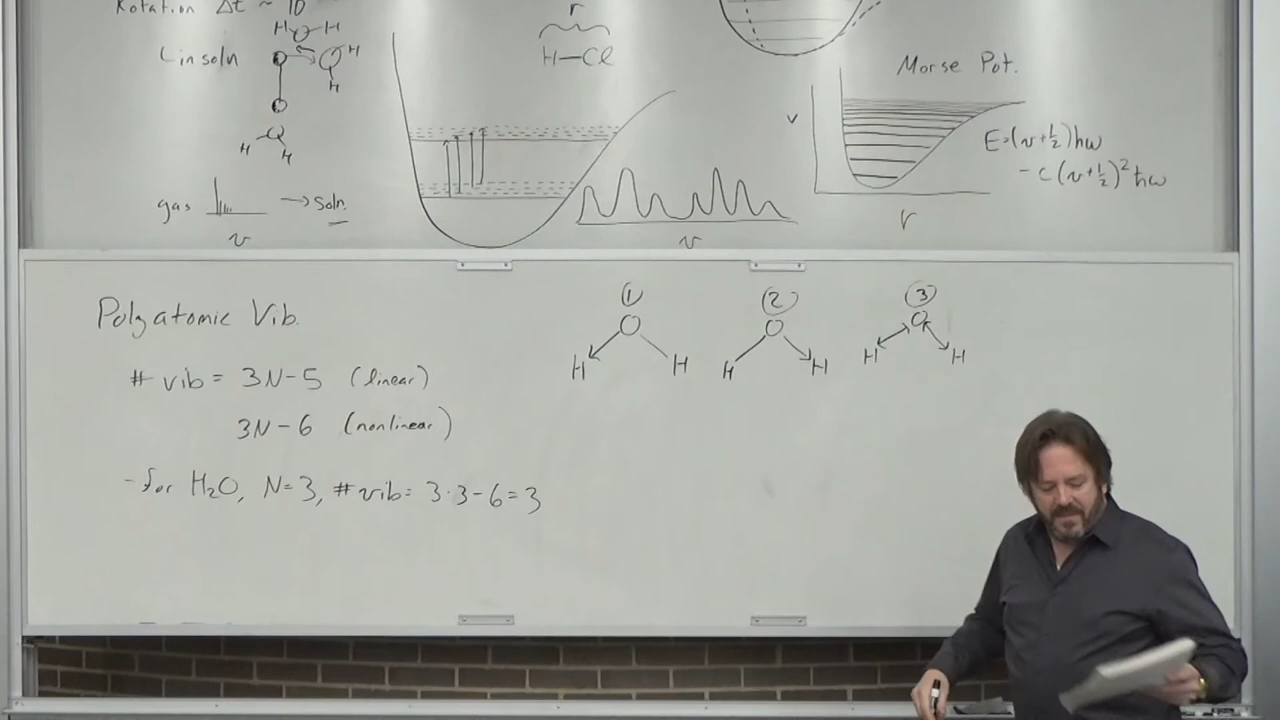 Rotation Δt ~ 10
H O H
L in soln
O H
H
H O H
gas → Soln.
ν
r
H—Cl
ν
Morse Pot.
V
r
E=(v+½)ħω
- c(v+½)²ħω
Polyatomic Vib.
# vib = 3N-5 (linear)
3N-6 (nonlinear)
- for H₂O, N=3, # vib= 3·3-6=3
① ② ③
O O O
H H H H H H